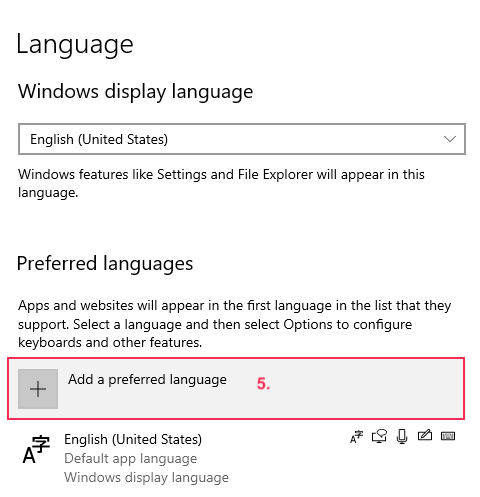 Language
Windows display language
English (United States)
Windows features like Settings and File Explorer will appear in this
language.
Preferred languages
Apps and websites will appear in the first language in the list that they
support. Select a language and then select Options to configure
keyboards and other features.
Add a preferred language 5.
A字 English (United States)
Default app language
Windows display language